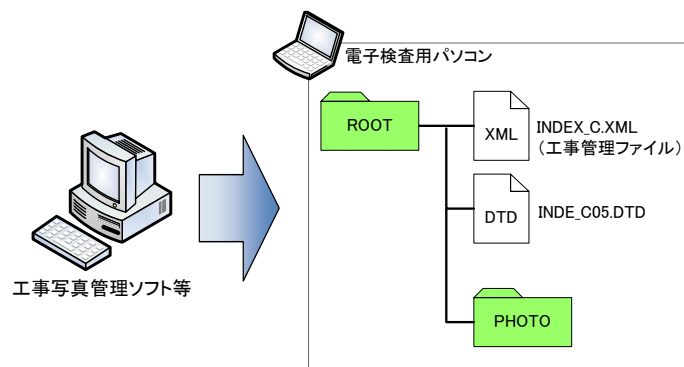 電子検査用パソコン
ROOT
XML
INDEX_C.XML
（工事管理ファイル）
DTD
INDE_C05.DTD
PHOTO
工事写真管理ソフト等